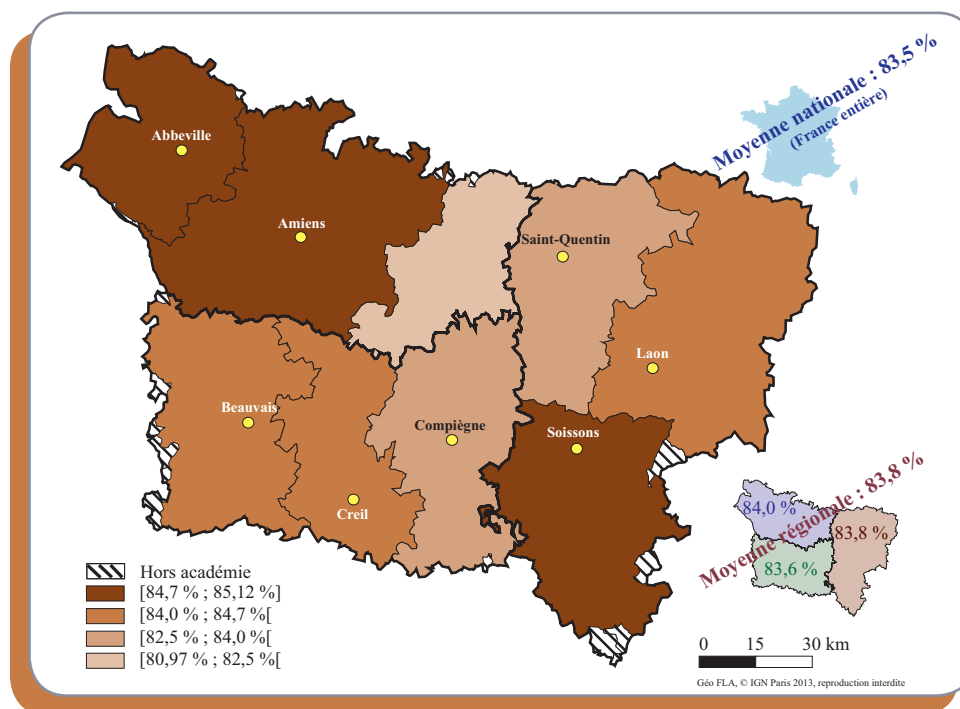 Moyenne nationale : 83,5 %
(France entière)
Abbeville
Amiens
Saint-Quentin
Laon
Beauvais
Compiègne
Soissons
Creil
Moyenne régionale : 83,8 %
84,0 %
83,8 %
83,6 %
Hors académie
[84,7 % ; 85,12 %]
[84,0 % ; 84,7 %[
[82,5 % ; 84,0 %[
[80,97 % ; 82,5 %[
0 15 30 km
Géo FLA, © IGN Paris 2013, reproduction interdite